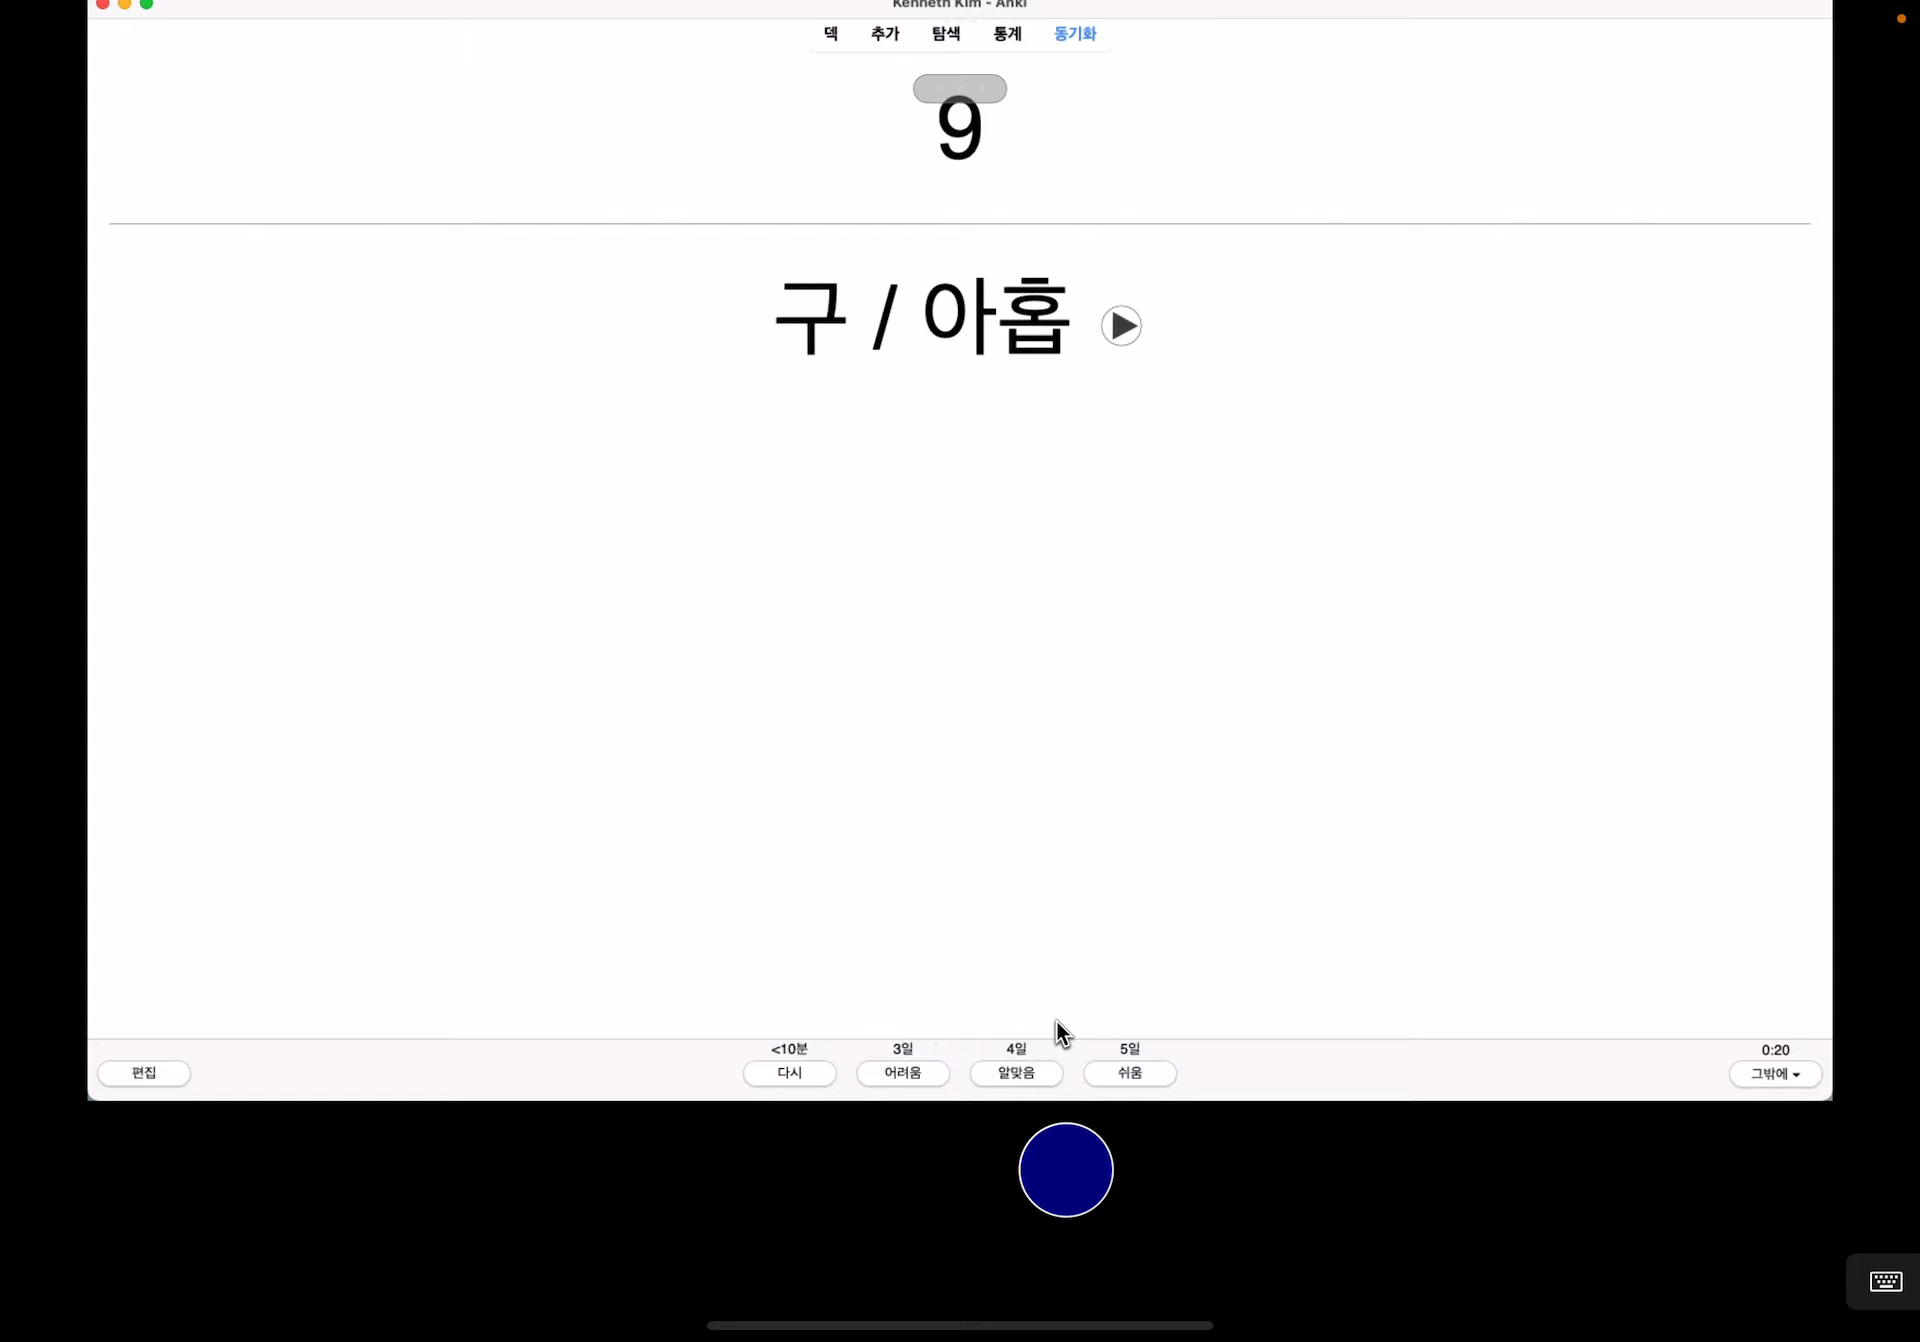 Kenneth Kim - Anki
덱 추가 탐색 통계 동기화
9
구 / 아홉
<10분 3일 4일 5일 0:20
편집 다시 어려움 알맞음 쉬움 그밖에